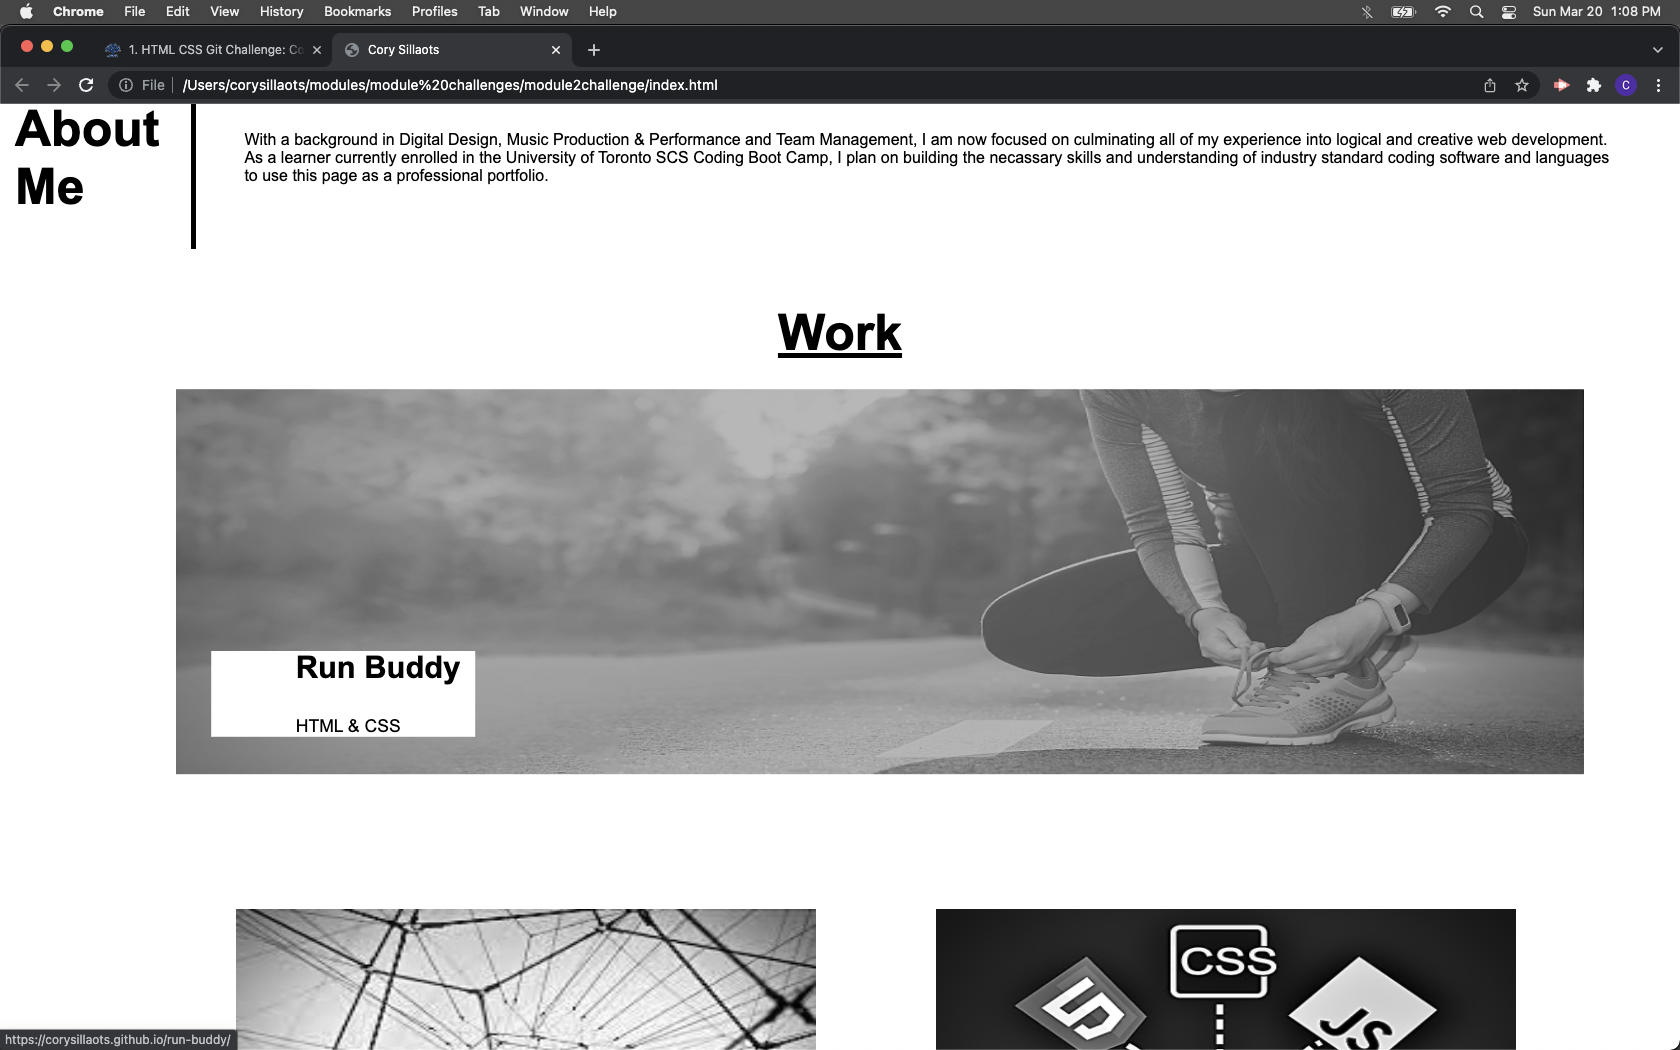 Chrome File Edit View History Bookmarks Profiles Tab Window Help Sun Mar 20 1:08 PM
1. HTML CSS Git Challenge: Co Cory Sillaots
File /Users/corysillaots/modules/module%20challenges/module2challenge/index.html C
About
Me
With a background in Digital Design, Music Production & Performance and Team Management, I am now focused on culminating all of my experience into logical and creative web development.
As a learner currently enrolled in the University of Toronto SCS Coding Boot Camp, I plan on building the necassary skills and understanding of industry standard coding software and languages
to use this page as a professional portfolio.
Work
Run Buddy
HTML & CSS
CSS
5
JS
https://corysillaots.github.io/run-buddy/